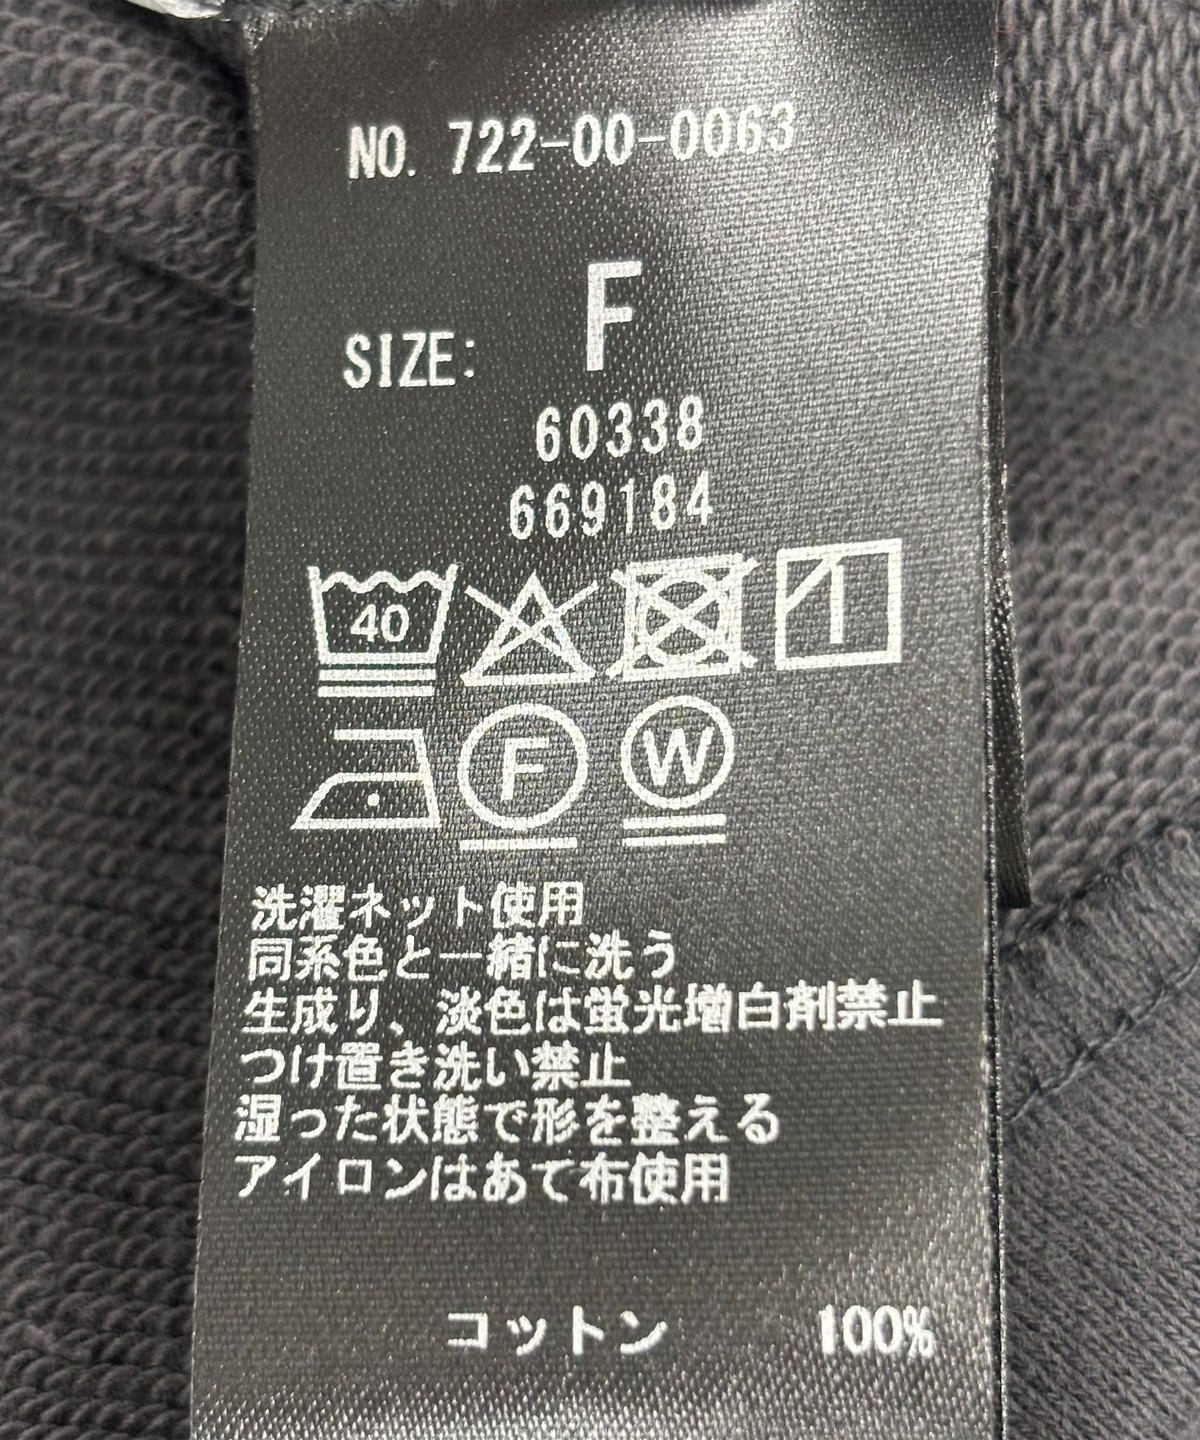 NO. 722-00-0063
SIZE: F
60338
669184
40
F W
洗濯ネット使用
同系色と一緒に洗う
生成り、淡色は蛍光増白剤禁止
つけ置き洗い禁止
湿った状態で形を整える
アイロンはあて布使用
コットン 100%